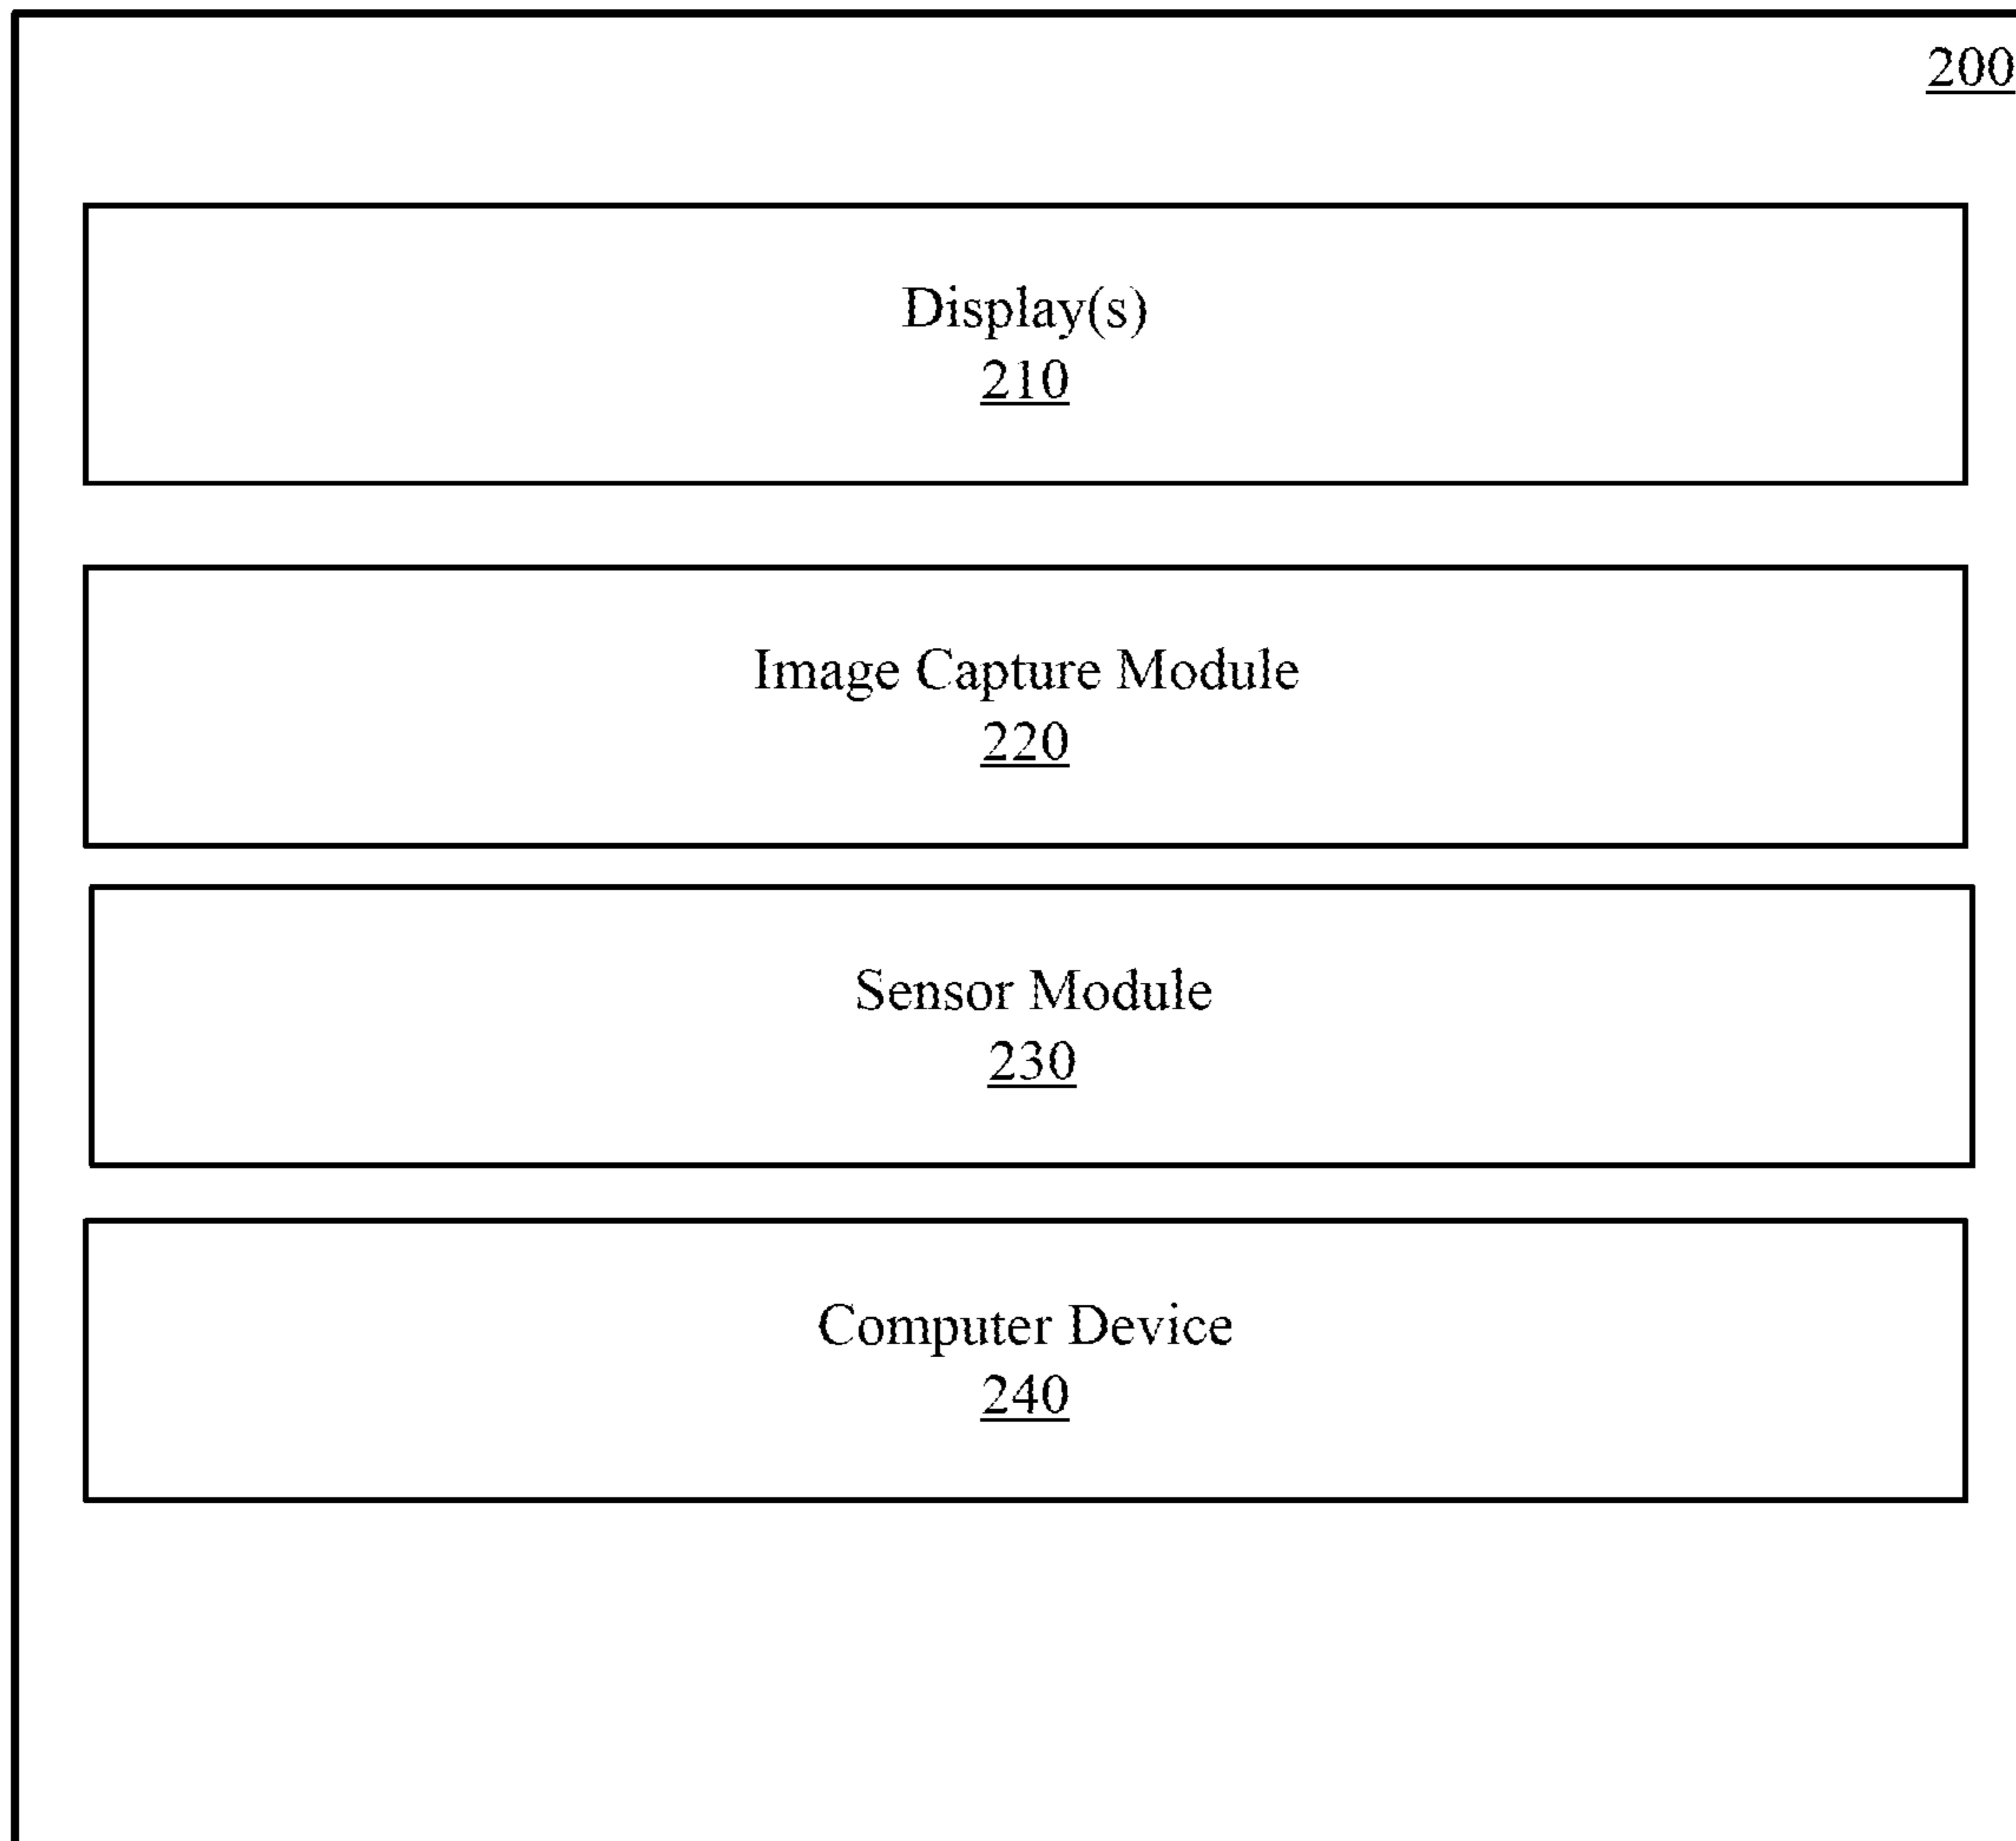 200
Display(s)
210
Image Capture Module
220
Sensor Module
230
Computer Device
240